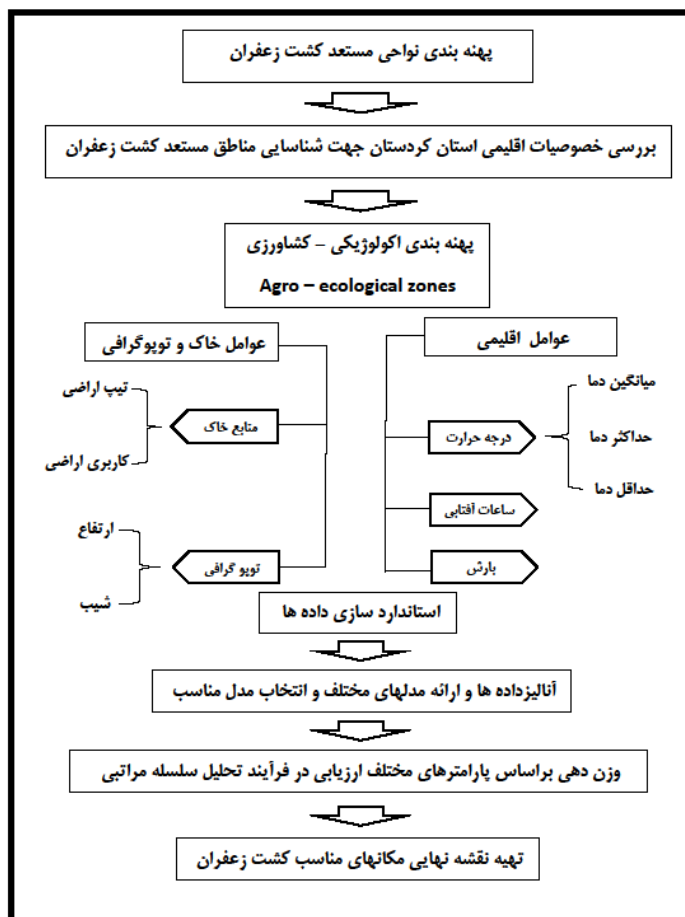 پهنه بندی نواحی مستعد کشت زعفران
بررسی خصوصیات اقلیمی استان کردستان جهت شناسایی مناطق مستعد کشت زعفران
پهنه بندی اکولوژیکی – کشاورزی
Agro – ecological zones
عوامل اقلیمی
میانگین دما
درجه حرارت
حداکثر دما
حداقل دما
ساعات آفتابی
بارش
عوامل خاک و توپوگرافی
تیپ اراضی
منابع خاک
کاربری اراضی
ارتفاع
توپو گرافی
شیب
استاندارد سازی داده ها
آنالیزداده ها و ارائه مدلهای مختلف و انتخاب مدل مناسب
وزن دهی براساس پارامترهای مختلف ارزیابی در فرآیند تحلیل سلسله مراتبی
تهیه نقشه نهایی مکانهای مناسب کشت زعفران